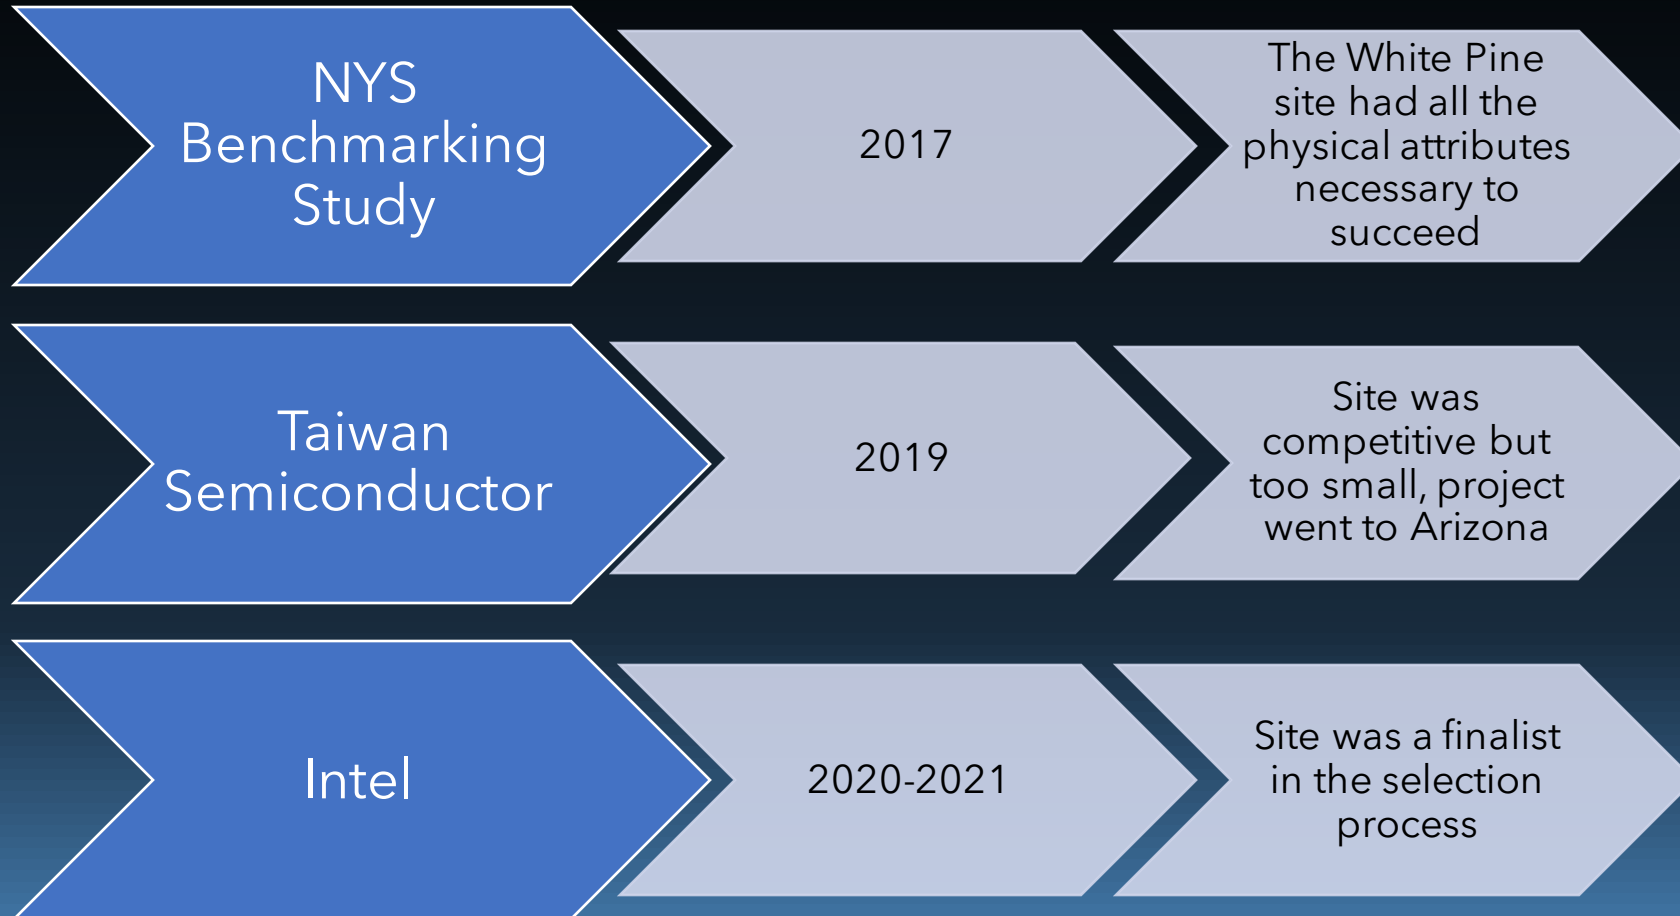 NYS
Benchmarking
Study
2017
The White Pine
site had all the
physical attributes
necessary to
succeed
Taiwan
Semiconductor
2019
Site was
competitive but
too small, project
went to Arizona
Intel
2020-2021
Site was a finalist
in the selection
process